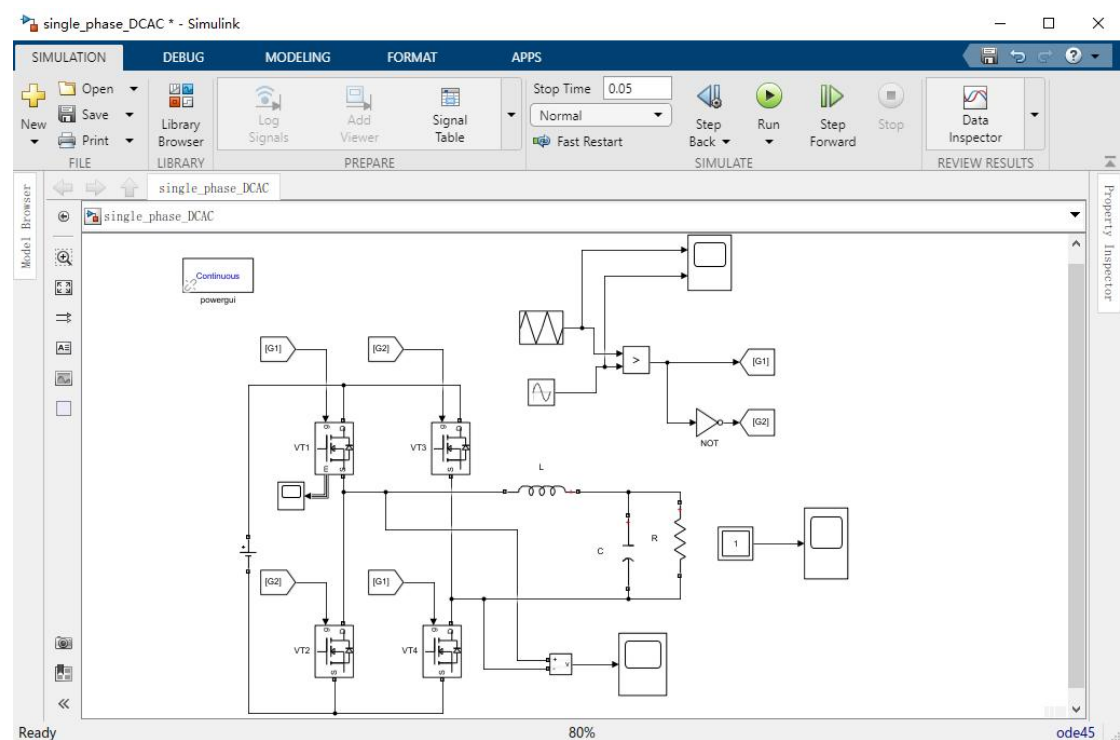 single_phase_DCAC * - Simulink
SIMULATION DEBUG MODELING FORMAT APPS
New
Open
Save
Print
FILE
Library Browser
LIBRARY
Log Signals
Add Viewer
Signal Table
PREPARE
Stop Time 0.05
Normal
Fast Restart
Step Back
Run
Step Forward
Stop
SIMULATE
Data Inspector
REVIEW RESULTS
Model Browser
single_phase_DCAC
single_phase_DCAC
Property Inspector
Continuous
powergui
[G1]
[G2]
>
[G1]
[G2]
NOT
g
D
VT1
m
S
g
D
VT3
S
L
C
R
1
[G2]
[G1]
g
D
VT2
S
g
D
VT4
S
+
-
v
Ready
80%
ode45